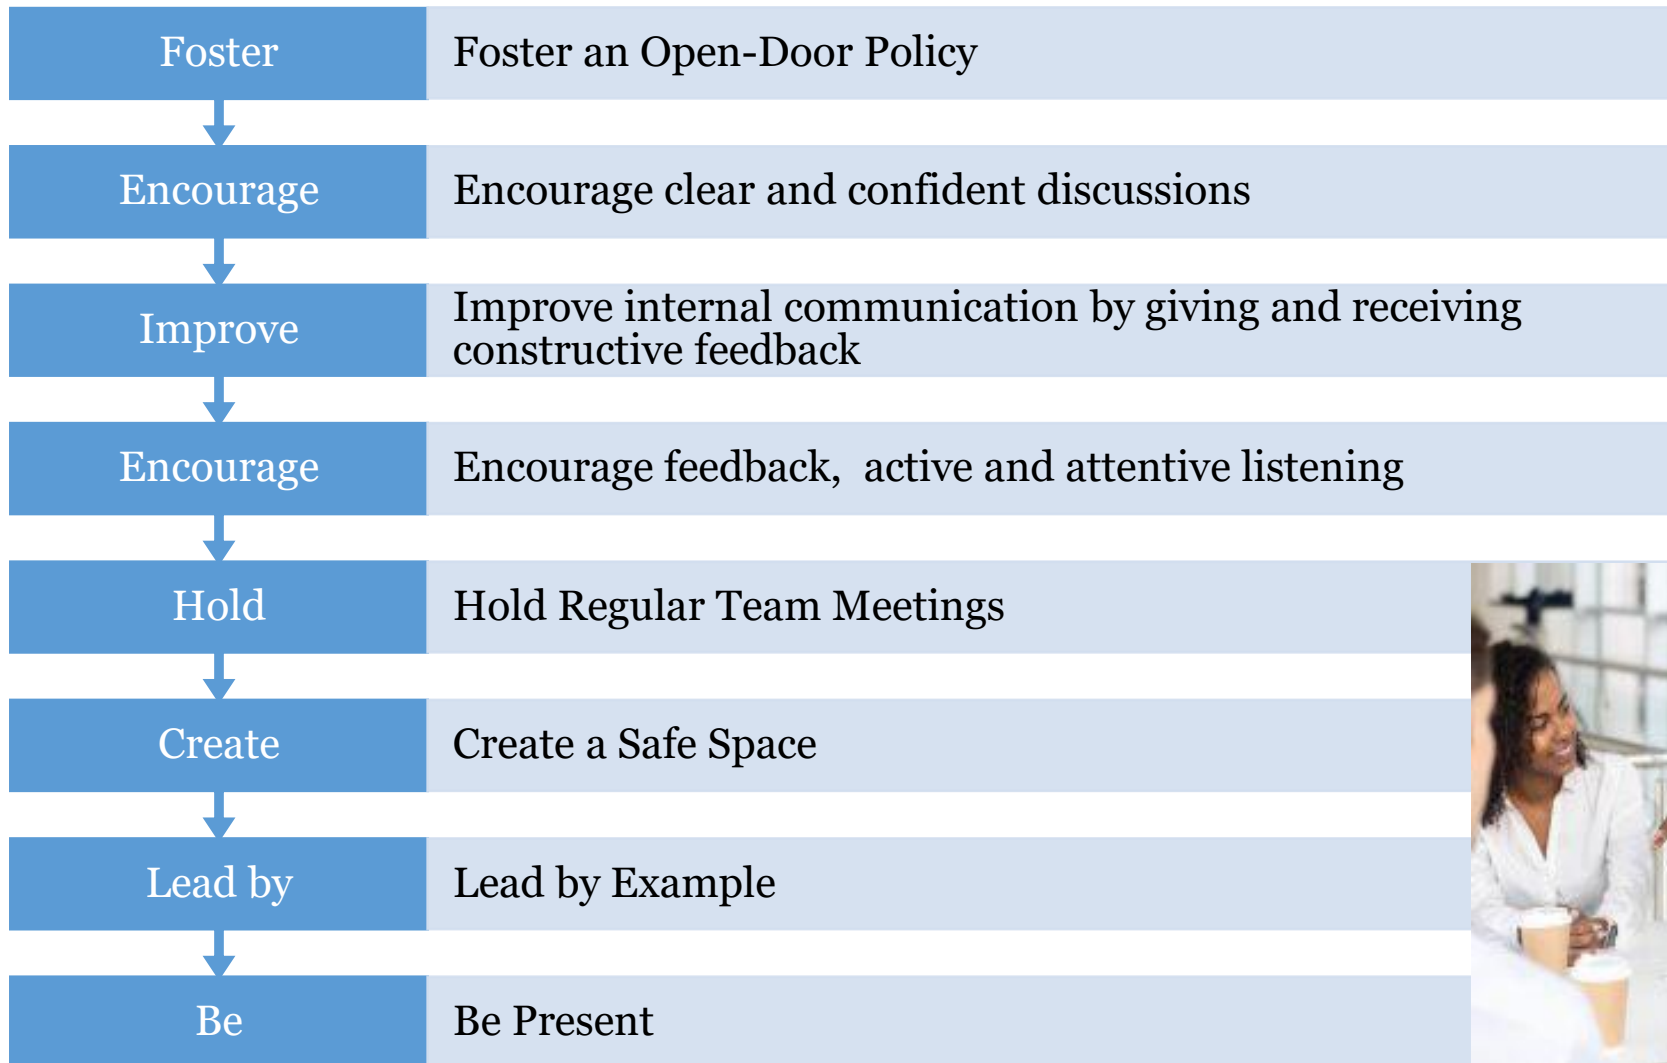 Foster
Foster an Open-Door Policy
Encourage
Encourage clear and confident discussions
Improve
Improve internal communication by giving and receiving
constructive feedback
Encourage
Encourage feedback,  active and attentive listening
Hold
Hold Regular Team Meetings
Create
Create a Safe Space
Lead by
Lead by Example
Be
Be Present